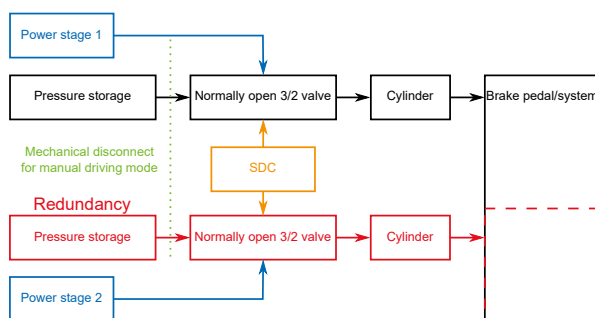 Power stage 1
Pressure storage
Normally open 3/2 valve
Cylinder
Brake pedal/system
Mechanical disconnect
for manual driving mode
SDC
Redundancy
Pressure storage
Normally open 3/2 valve
Cylinder
Power stage 2